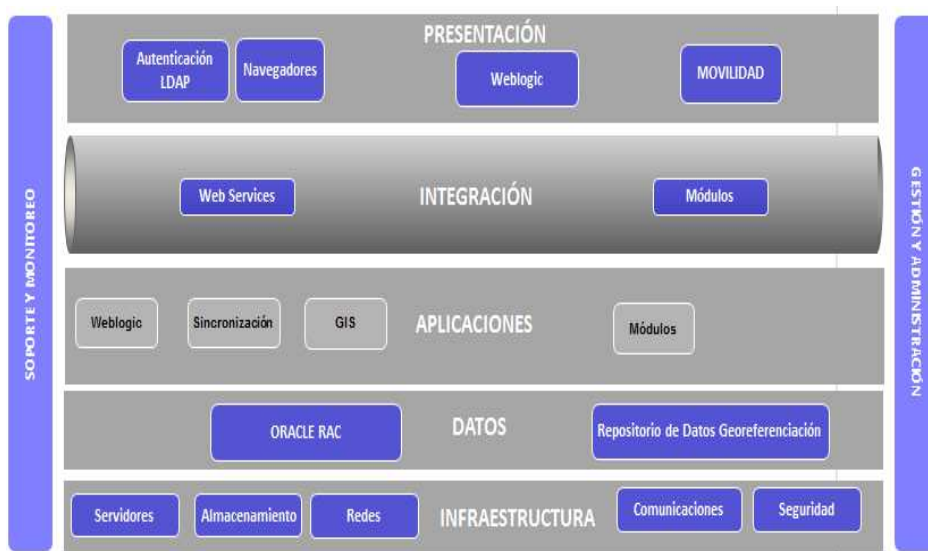 SOPORTE Y MONITOREO
PRESENTACIÓN
Autenticación
LDAP
Navegadores
Weblogic
MOVILIDAD
Web Services
INTEGRACIÓN
Módulos
Weblogic
Sincronización
GIS
APLICACIONES
Módulos
ORACLE RAC
DATOS
Repositorio de Datos Georeferenciación
Servidores
Almacenamiento
Redes
INFRAESTRUCTURA
Comunicaciones
Seguridad
GESTIÓN Y ADMINISTRACIÓN